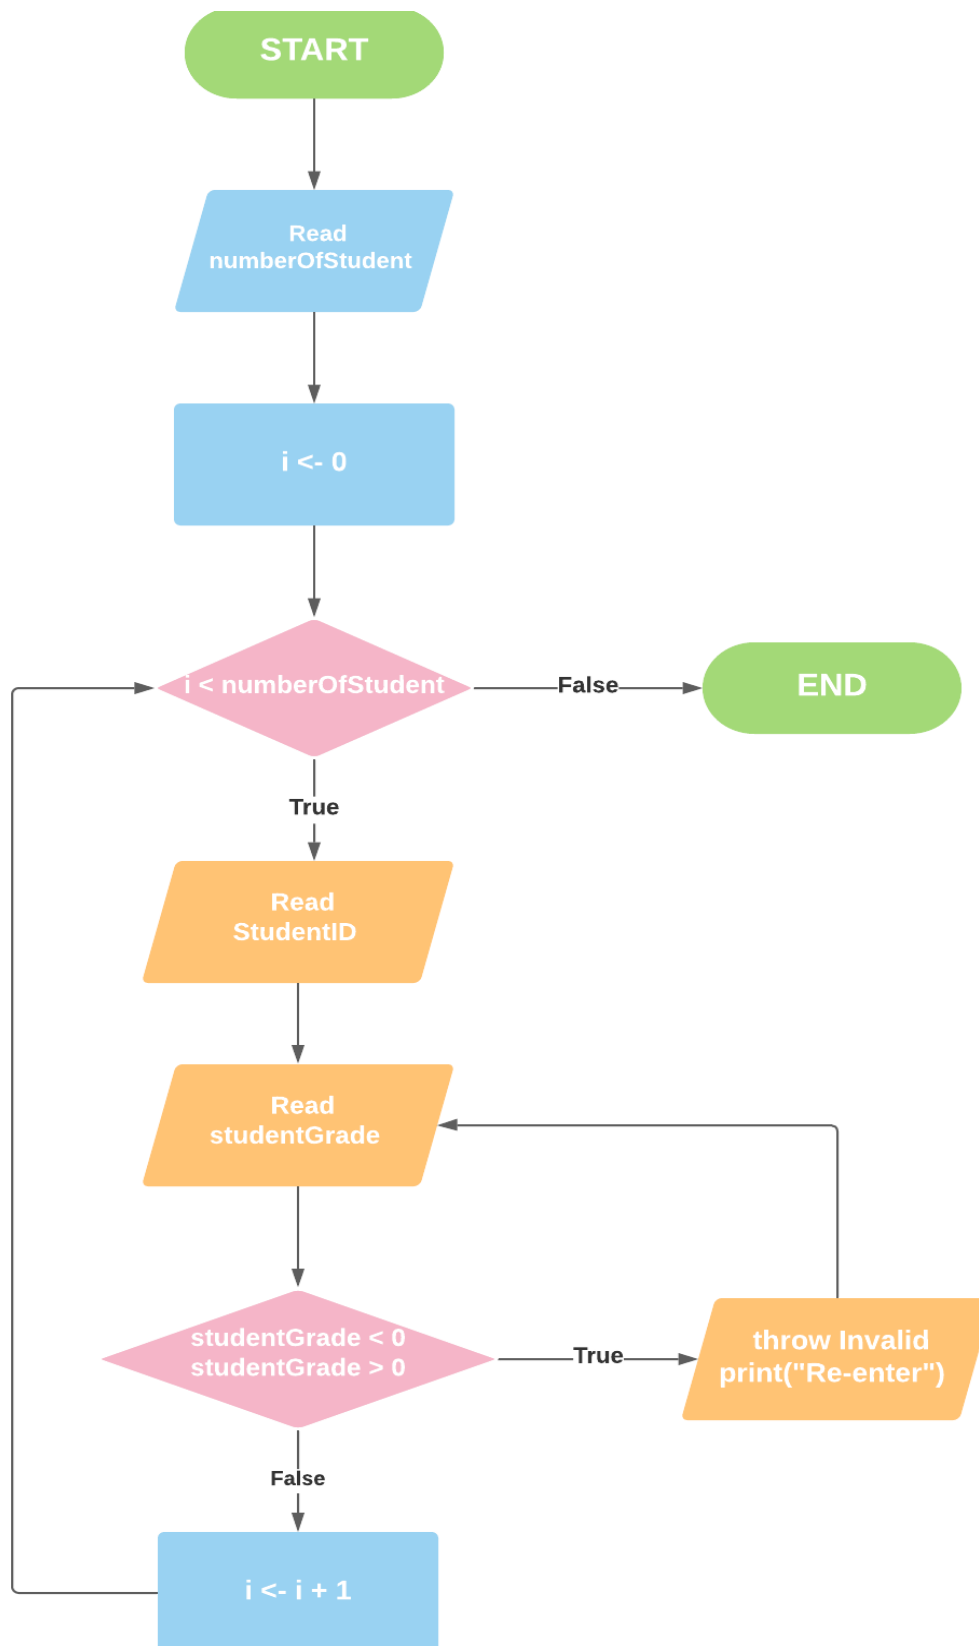 START
Read
numberOfStudent
i <- 0
i < numberOfStudent
False
END
True
Read
StudentID
Read
studentGrade
studentGrade < 0
studentGrade > 0
True
throw Invalid
print("Re-enter")
False
i <- i + 1